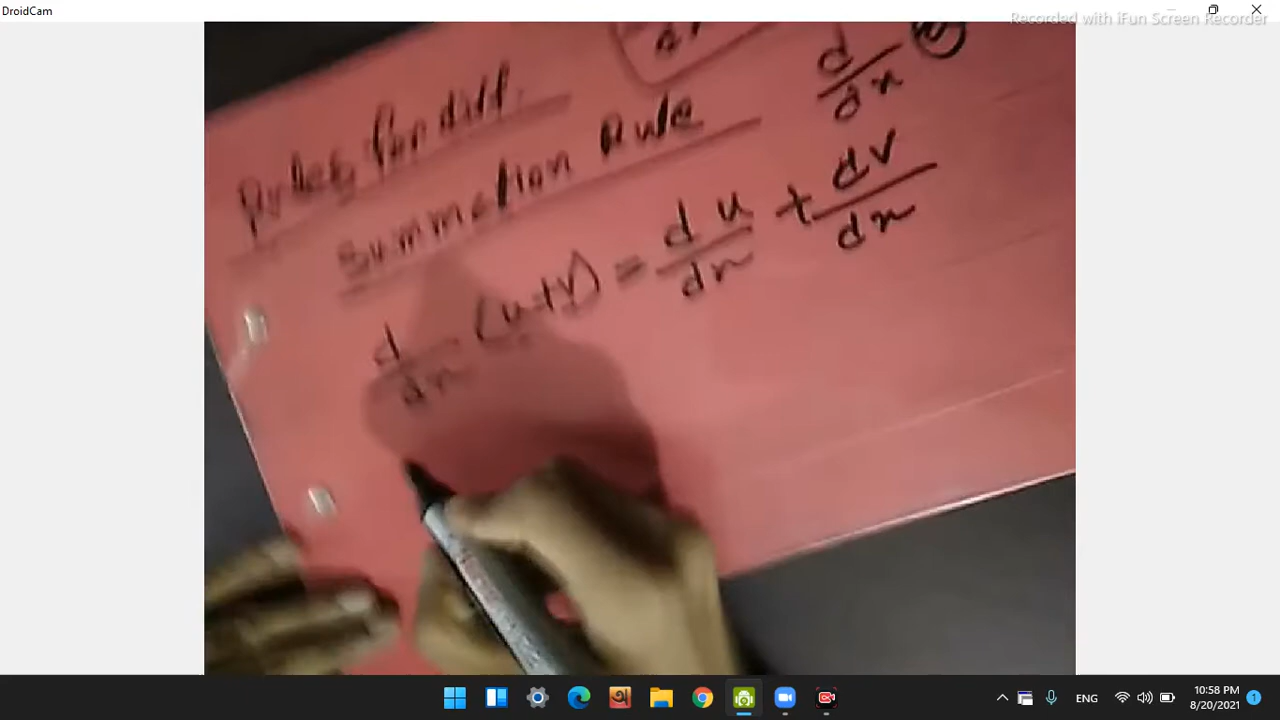 DroidCam
Recorded with iFun Screen Recorder
Rules for diff.
Summation Rule
d/dx
d/dx (u+v) = du/dx + dv/dx
ENG
10:58 PM
8/20/2021
1